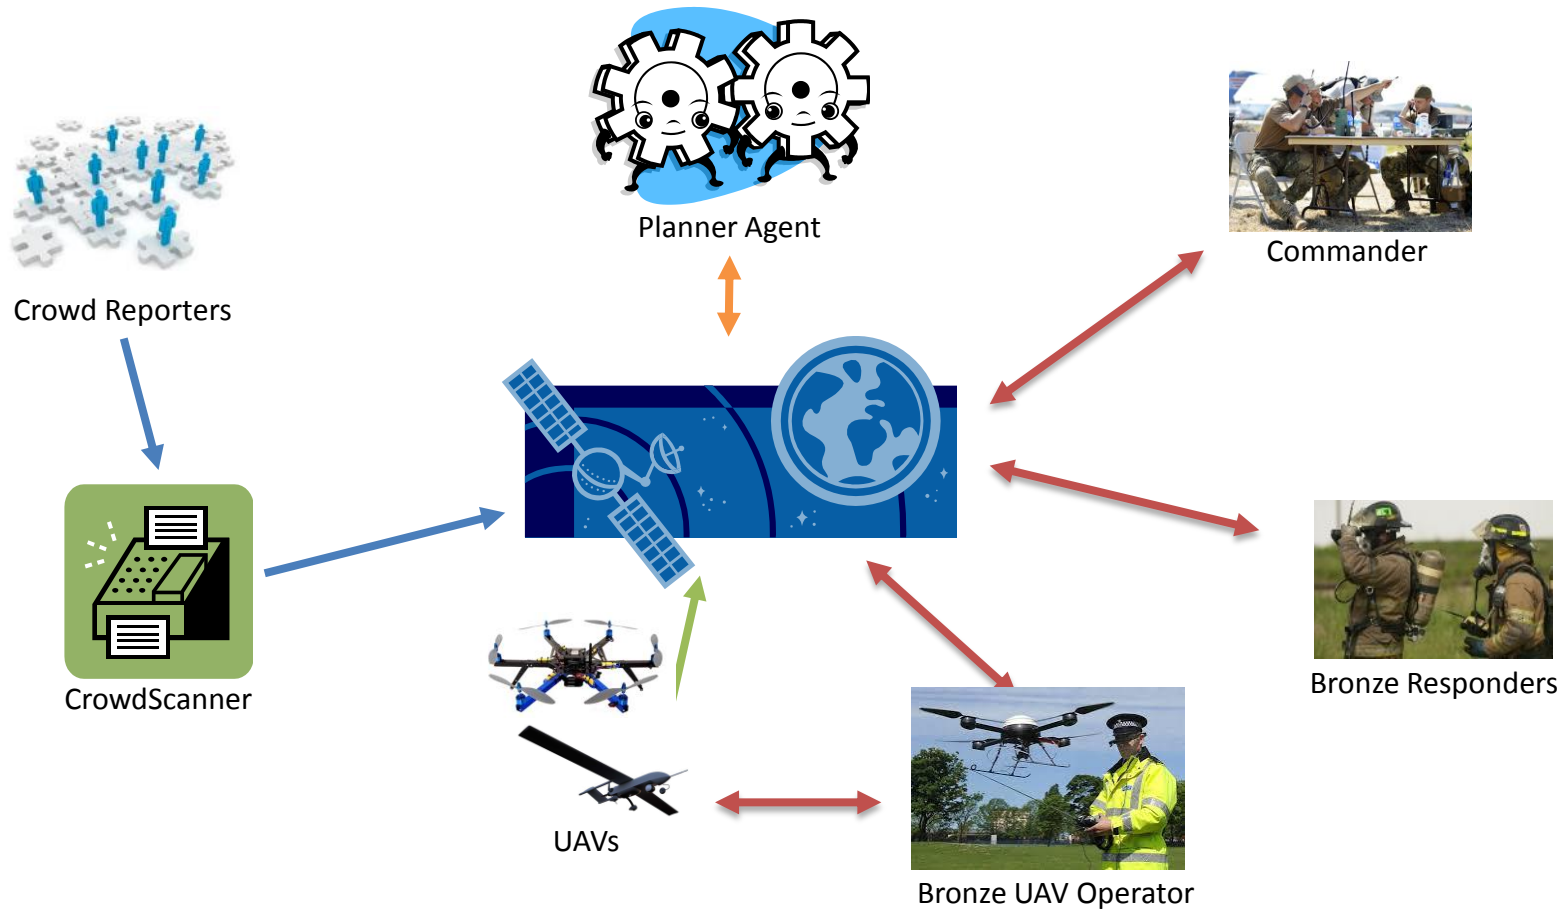 Planner Agent
Commander
Crowd Reporters
CrowdScanner
Bronze Responders
UAVs
Bronze UAV Operator